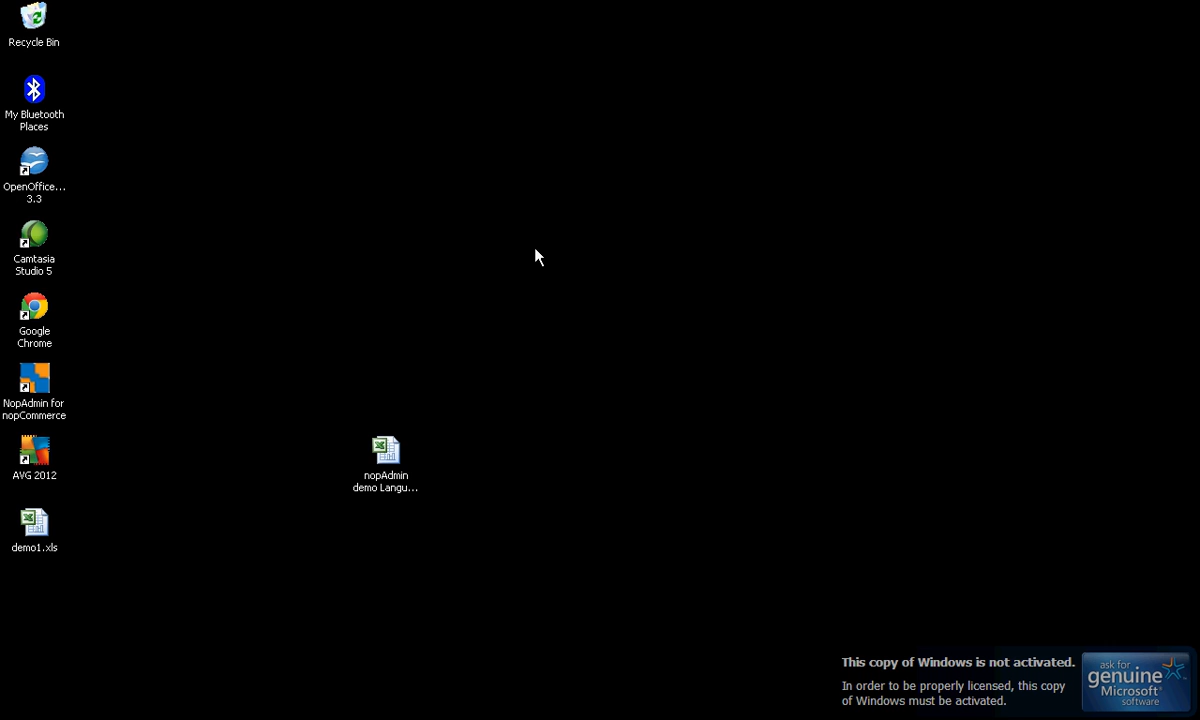 Recycle Bin
My Bluetooth
Places
OpenOffice...
3.3
Camtasia
Studio 5
Google
Chrome
NopAdmin for
nopCommerce
AVG 2012
demo1.xls
nopAdmin
demo Langu...
This copy of Windows is not activated.
In order to be properly licensed, this copy
of Windows must be activated.
ask for
genuine
Microsoft®
software